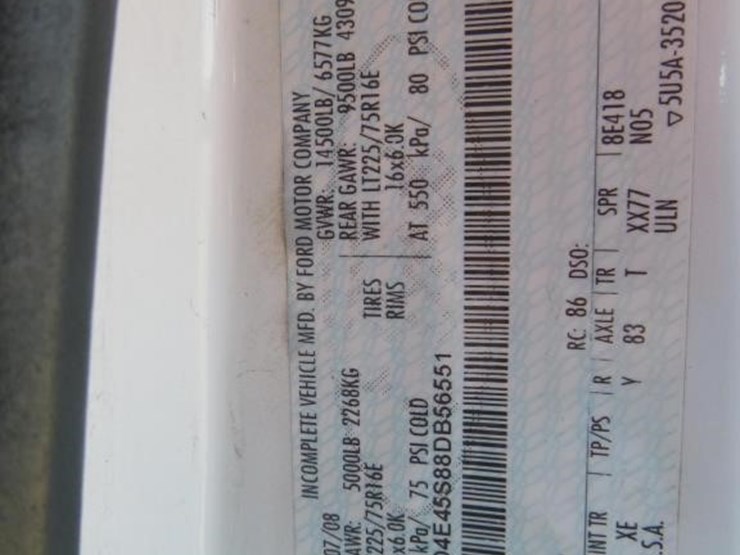 INCOMPLETE VEHICLE MFD. BY FORD MOTOR COMPANY
07/08 GVWR: 14500LB/ 6577KG
AWR: 5000LB 2268KG REAR GAWR: 9500LB 4309
225/75R16E TIRES WITH LT225/75R16E
x6.0K RIMS 16x6.0K
kPa/ 75 PSI COLD AT 550 kPa/ 80 PSI CO
4E45S88DB56551
RC: 86 DSO:
NT TR TP/PS R AXLE TR SPR 8E418
XE Y 83 T XX77 N05
S.A. ULN ▽5U5A-3520